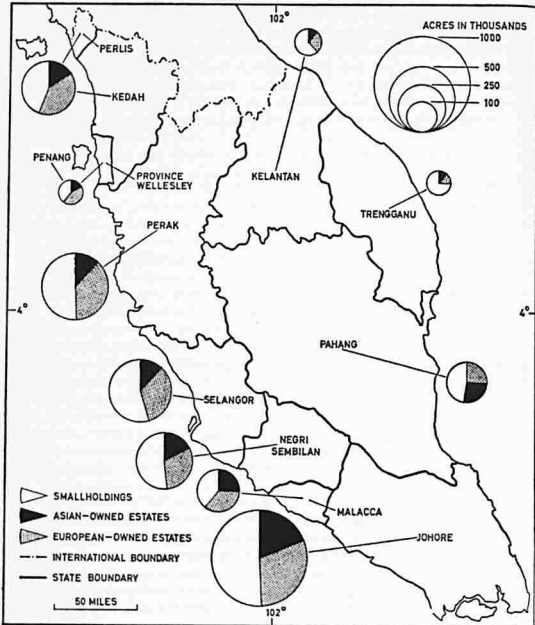 102°
ACRES IN THOUSANDS
1000
500
250
100
PERLIS
KEDAH
PENANG
PROVINCE
WELLESLEY
KELANTAN
TRENGGANU
PERAK
4°
4°
PAHANG
SELANGOR
NEGRI
SEMBILAN
MALACCA
JOHORE
SMALLHOLDINGS
ASIAN-OWNED ESTATES
EUROPEAN-OWNED ESTATES
INTERNATIONAL BOUNDARY
STATE BOUNDARY
50 MILES
102°